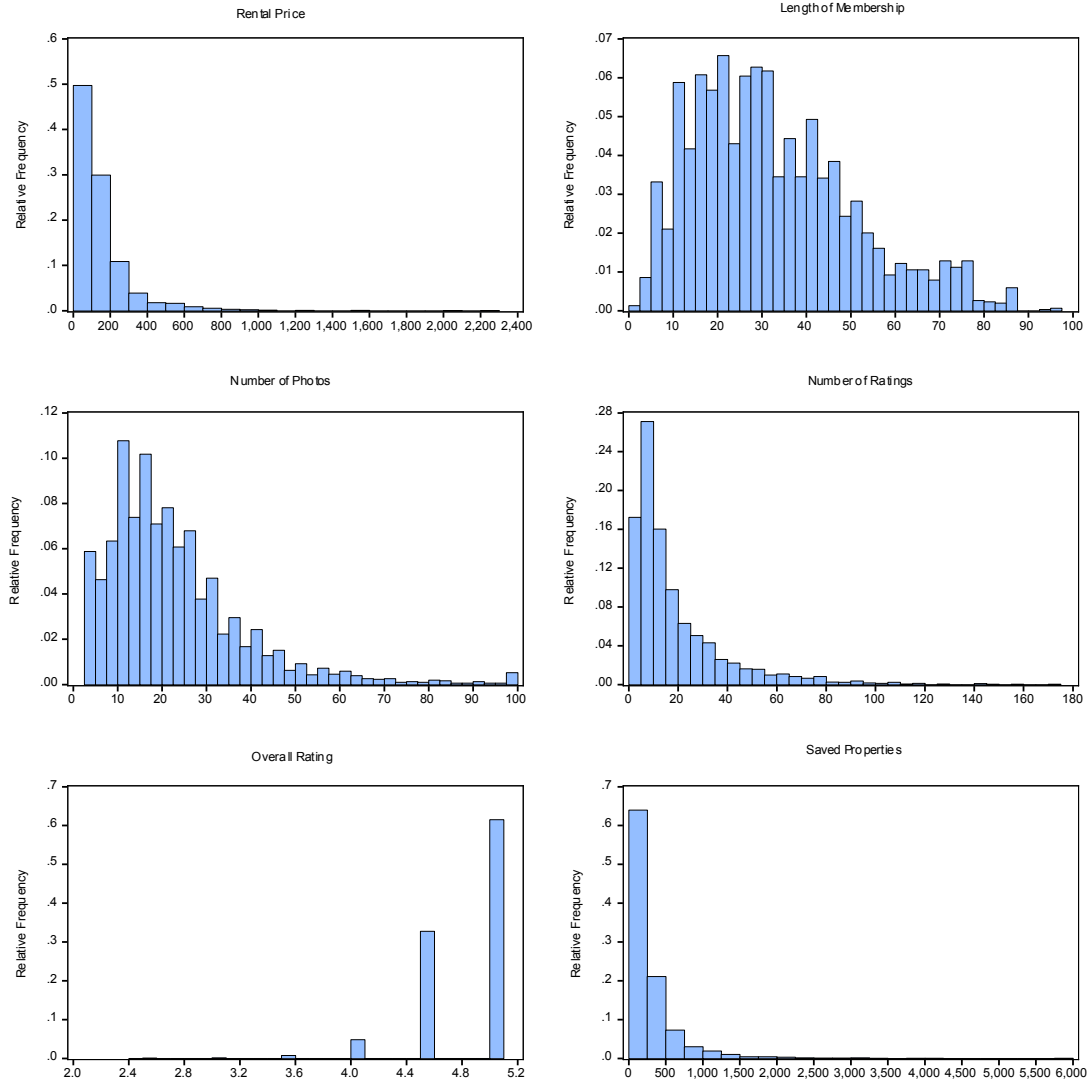 Rental Price
Relative Frequency
.6
.5
.4
.3
.2
.1
.0
0 200 400 600 800 1,000 1,200 1,400 1,600 1,800 2,000 2,200 2,400
Length of Membership
Relative Frequency
.07
.06
.05
.04
.03
.02
.01
.00
0 10 20 30 40 50 60 70 80 90 100
Number of Photos
Relative Frequency
.12
.10
.08
.06
.04
.02
.00
0 10 20 30 40 50 60 70 80 90 100
Number of Ratings
Relative Frequency
.28
.24
.20
.16
.12
.08
.04
.00
0 20 40 60 80 100 120 140 160 180
Overall Rating
Relative Frequency
.7
.6
.5
.4
.3
.2
.1
.0
2.0 2.4 2.8 3.2 3.6 4.0 4.4 4.8 5.2
Saved Properties
Relative Frequency
.7
.6
.5
.4
.3
.2
.1
.0
0 500 1,000 1,500 2,000 2,500 3,000 3,500 4,000 4,500 5,000 5,500 6,000